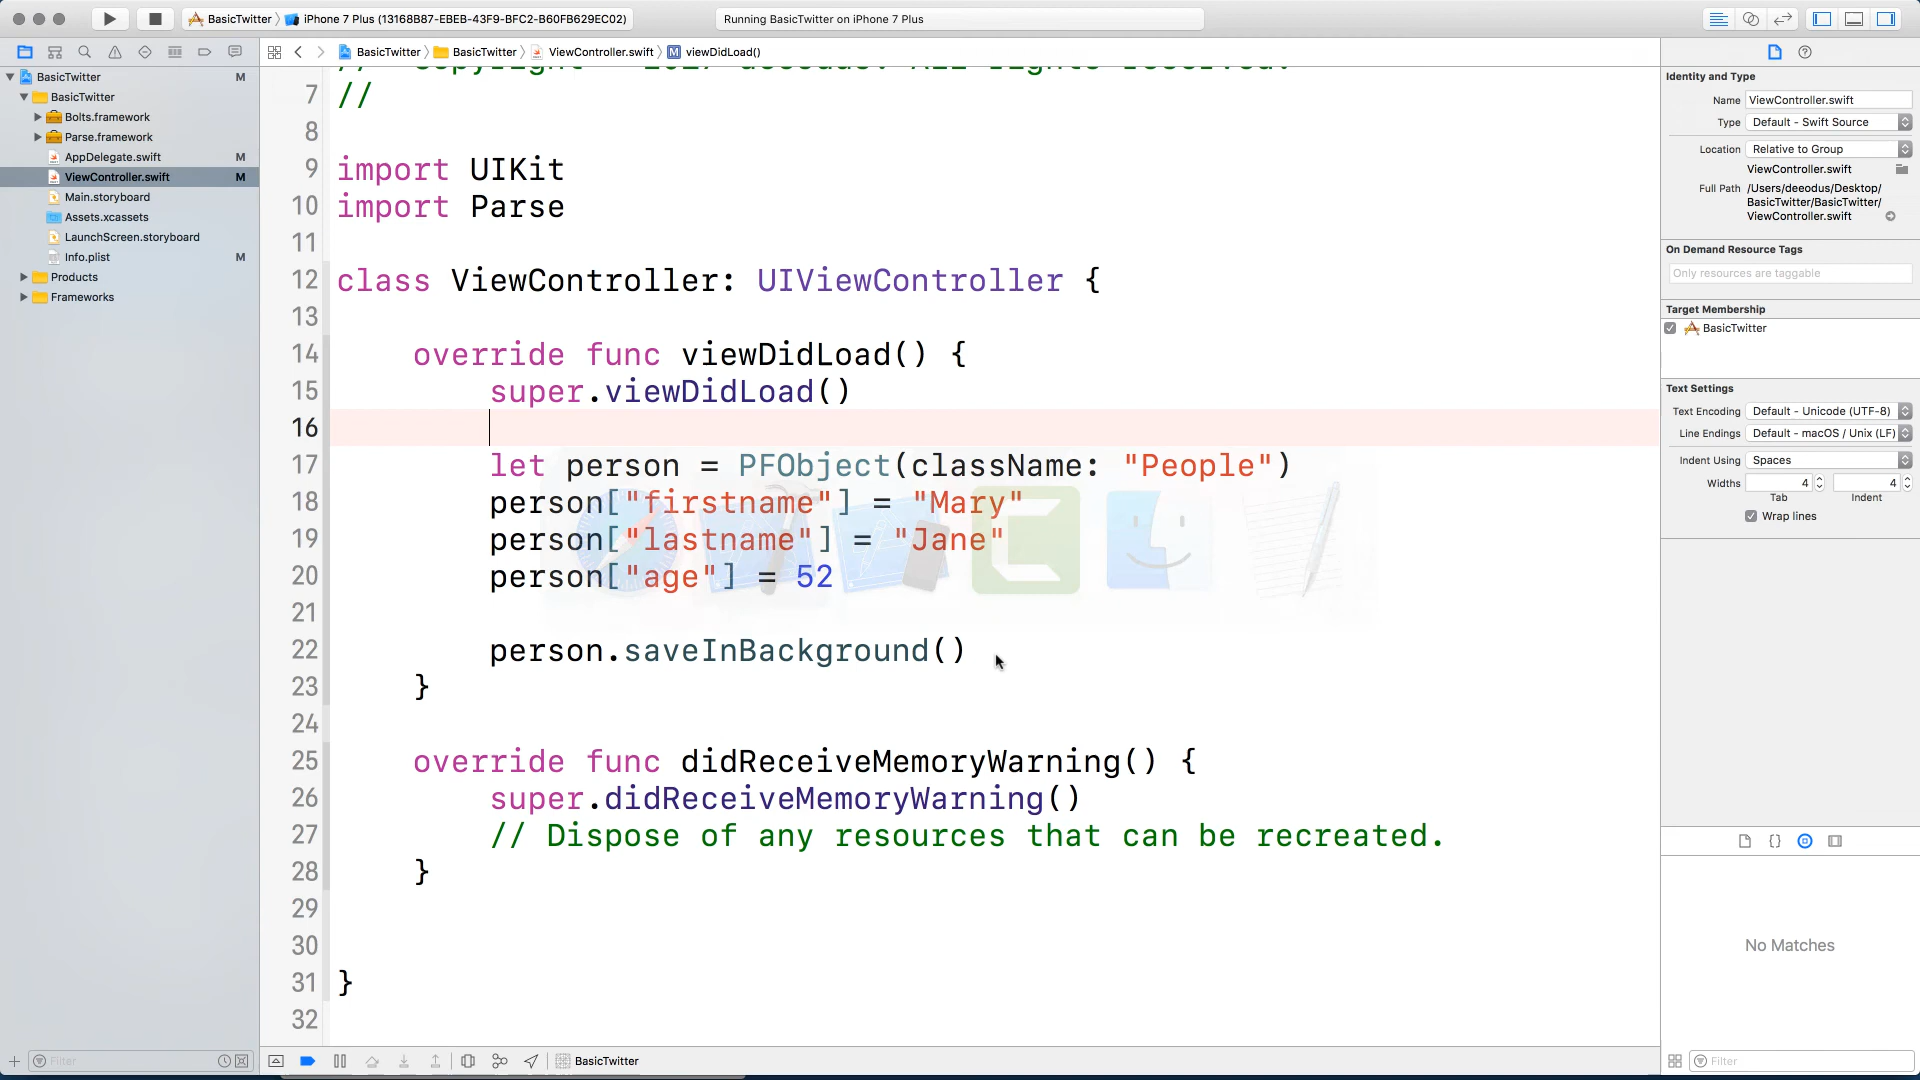 BasicTwitter
iPhone 7 Plus (13168B87-EBEB-43F9-BFC2-B60FB629EC02)
Running BasicTwitter on iPhone 7 Plus
BasicTwitter
BasicTwitter
ViewController.swift
M viewDidLoad()
BasicTwitter M
BasicTwitter
Bolts.framework
Parse.framework
AppDelegate.swift M
ViewController.swift M
Main.storyboard
Assets.xcassets
LaunchScreen.storyboard
Info.plist M
Products
Frameworks
Filter
7 //
8
9 import UIKit
10 import Parse
11
12 class ViewController: UIViewController {
13
14 override func viewDidLoad() {
15 super.viewDidLoad()
16
17 let person = PFObject(className: "People")
18 person["firstname"] = "Mary"
19 person["lastname"] = "Jane"
20 person["age"] = 52
21
22 person.saveInBackground()
23 }
24
25 override func didReceiveMemoryWarning() {
26 super.didReceiveMemoryWarning()
27 // Dispose of any resources that can be recreated.
28 }
29
30
31 }
32
BasicTwitter
Identity and Type
Name ViewController.swift
Type Default - Swift Source
Location Relative to Group
ViewController.swift
Full Path /Users/deeodus/Desktop/
BasicTwitter/BasicTwitter/
ViewController.swift
On Demand Resource Tags
Only resources are taggable
Target Membership
BasicTwitter
Text Settings
Text Encoding Default - Unicode (UTF-8)
Line Endings Default - macOS / Unix (LF)
Indent Using Spaces
Widths 4 4
Tab Indent
Wrap lines
No Matches
Filter